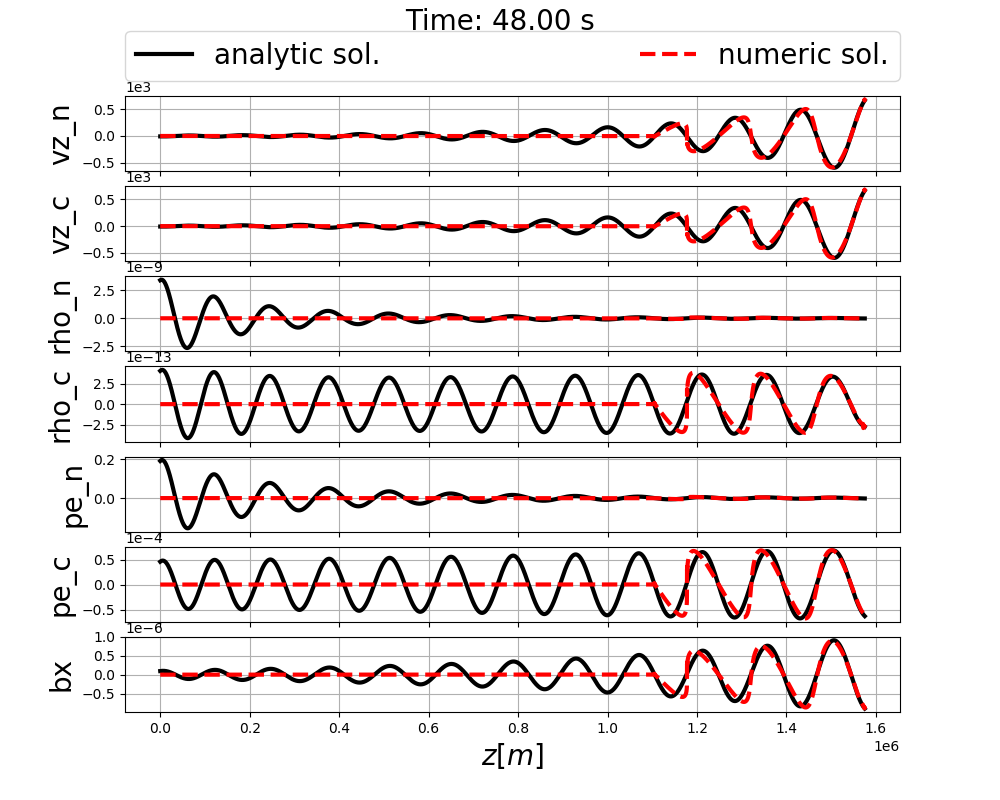 Time: 48.00 s
analytic sol. numeric sol.
1e3
vz_n
0.5
0.0
−0.5
1e3
vz_c
0.5
0.0
−0.5
1e−9
rho_n
2.5
0.0
−2.5
1e−13
rho_c
2.5
0.0
−2.5
pe_n
0.2
0.0
1e−4
pe_c
0.5
0.0
−0.5
1e−6
bx
1.0
0.5
0.0
−0.5
0.0 0.2 0.4 0.6 0.8 1.0 1.2 1.4 1.6
1e6
z[m]